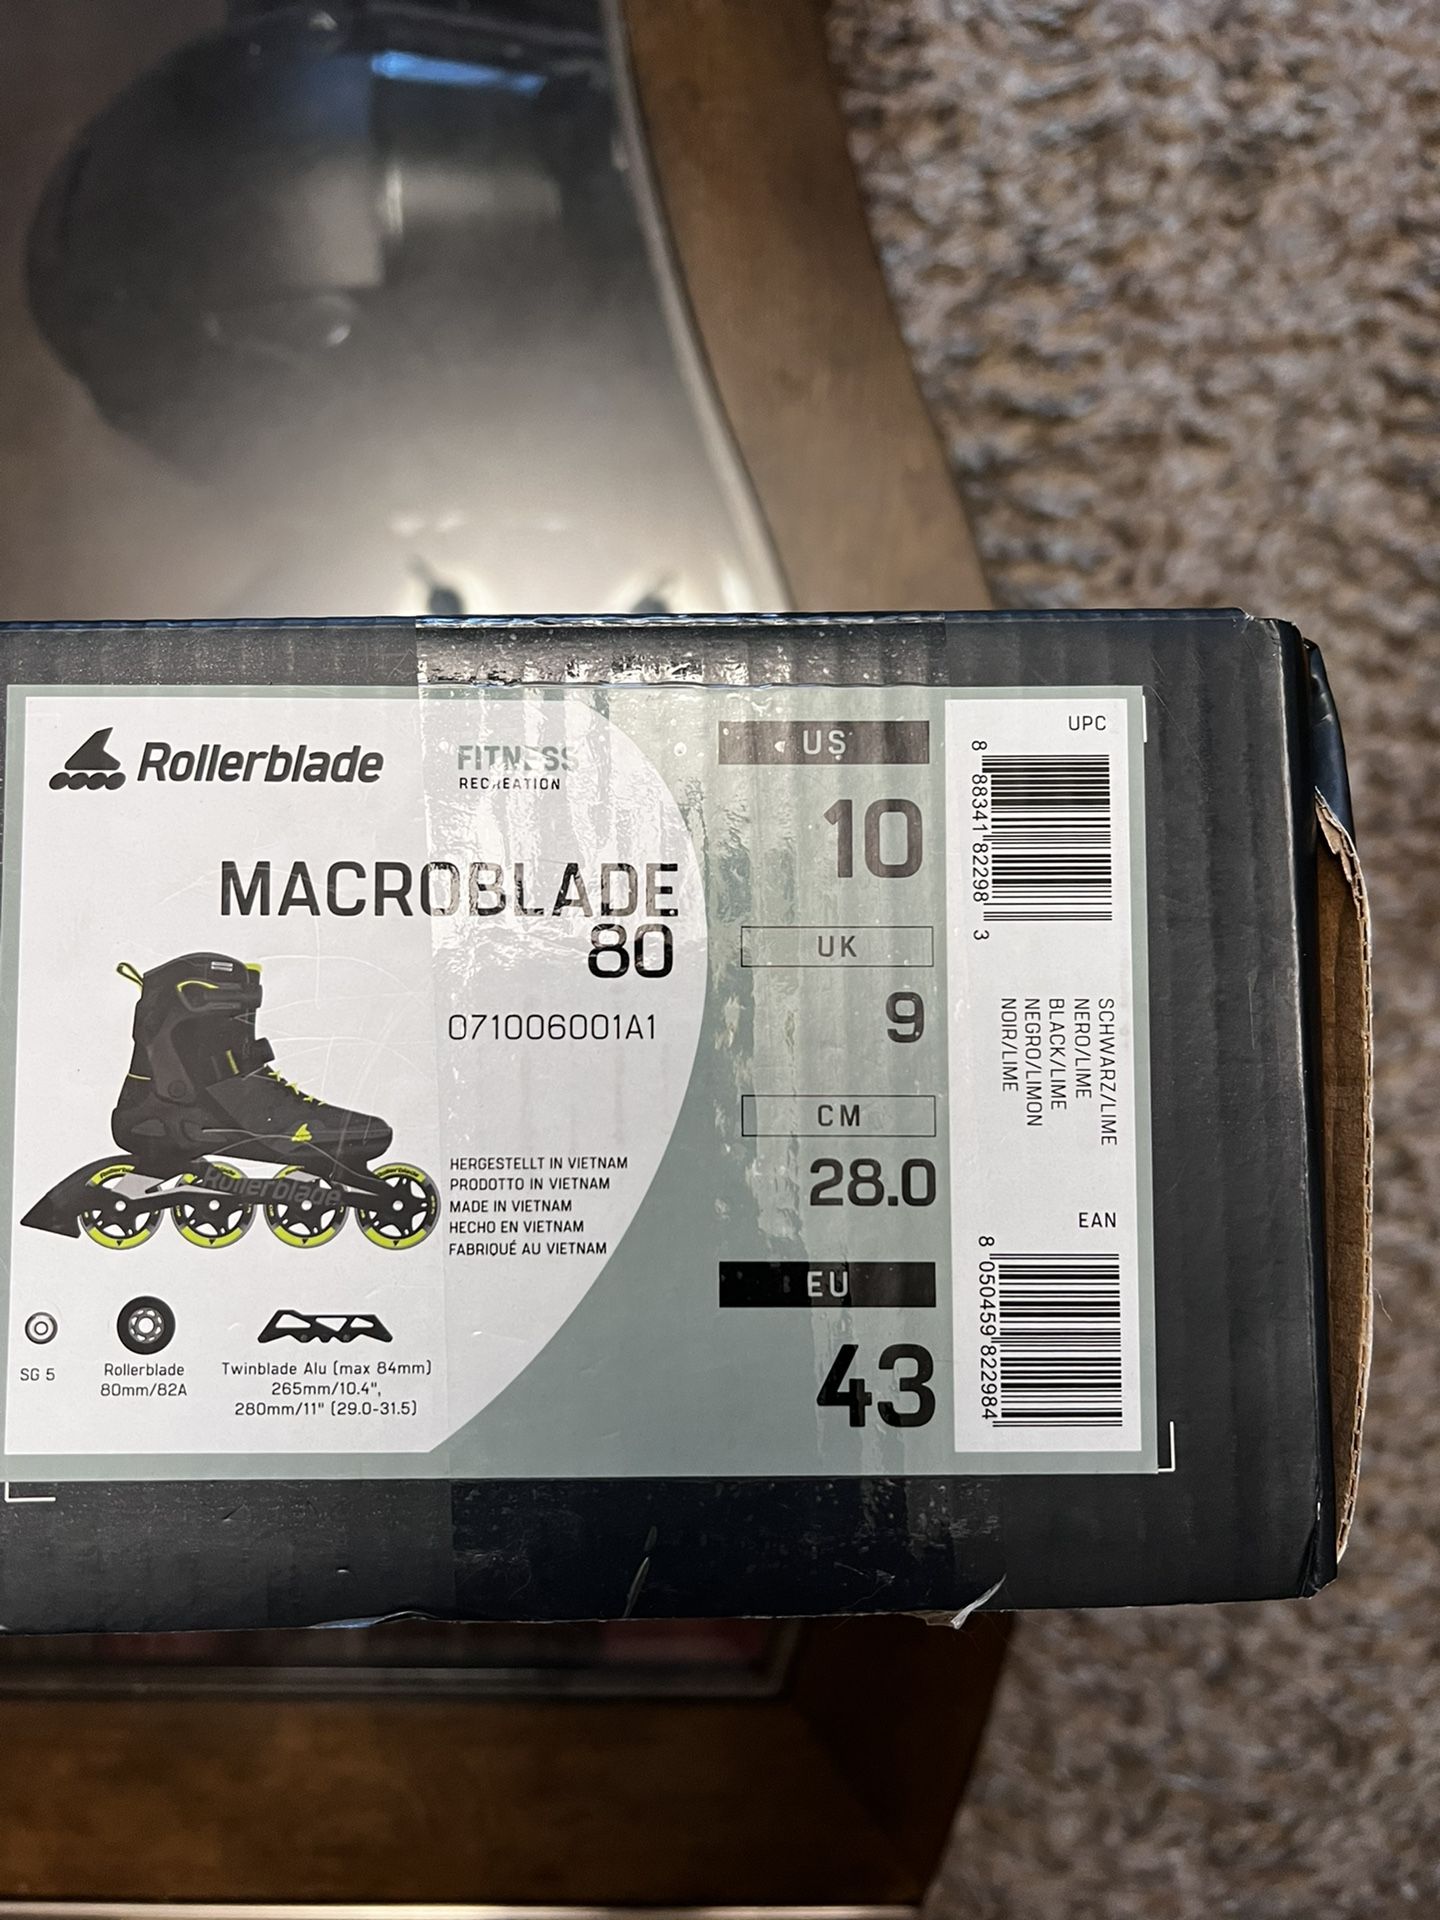 Rollerblade
FITNESS
RECREATION
MACROBLADE
80
071006001A1
Rollerblade
HERGESTELLT IN VIETNAM
PRODOTTO IN VIETNAM
MADE IN VIETNAM
HECHO EN VIETNAM
FABRIQUÉ AU VIETNAM
SG 5
Rollerblade
80mm/82A
Twinblade Alu (max 84mm)
265mm/10.4",
280mm/11" (29.0-31.5)
US
10
UK
9
CM
28.0
EU
43
UPC
8 88341 82298 3
SCHWARZ/LIME
NERO/LIME
BLACK/LIME
NEGRO/LIMON
NOIR/LIME
EAN
8 050459 822984